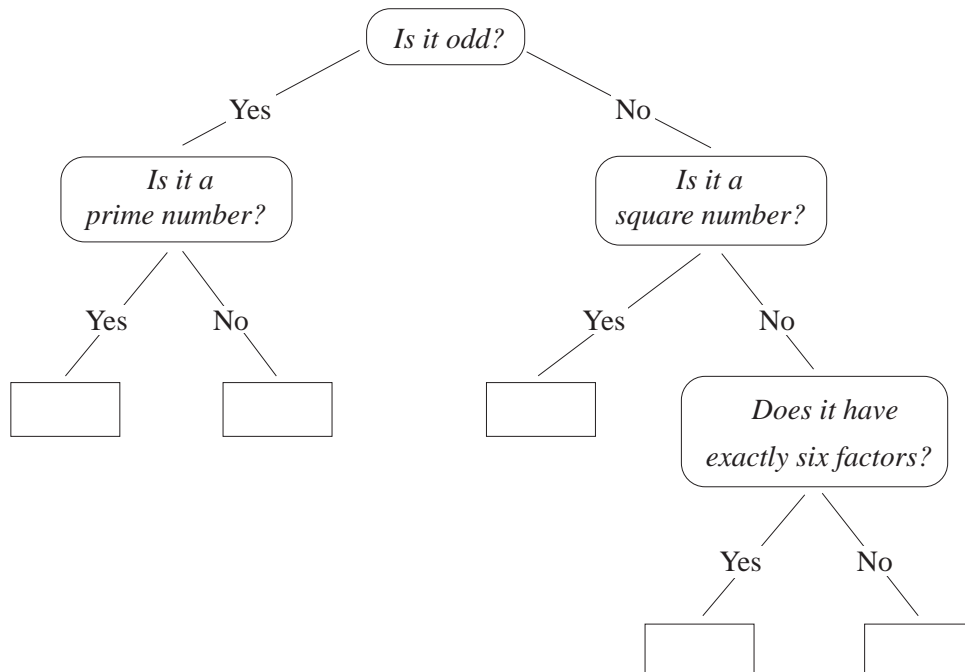 Is it odd?
Yes
No
Is it a
prime number?
Is it a
square number?
Yes
No
Yes
No
Does it have
exactly six factors?
Yes
No